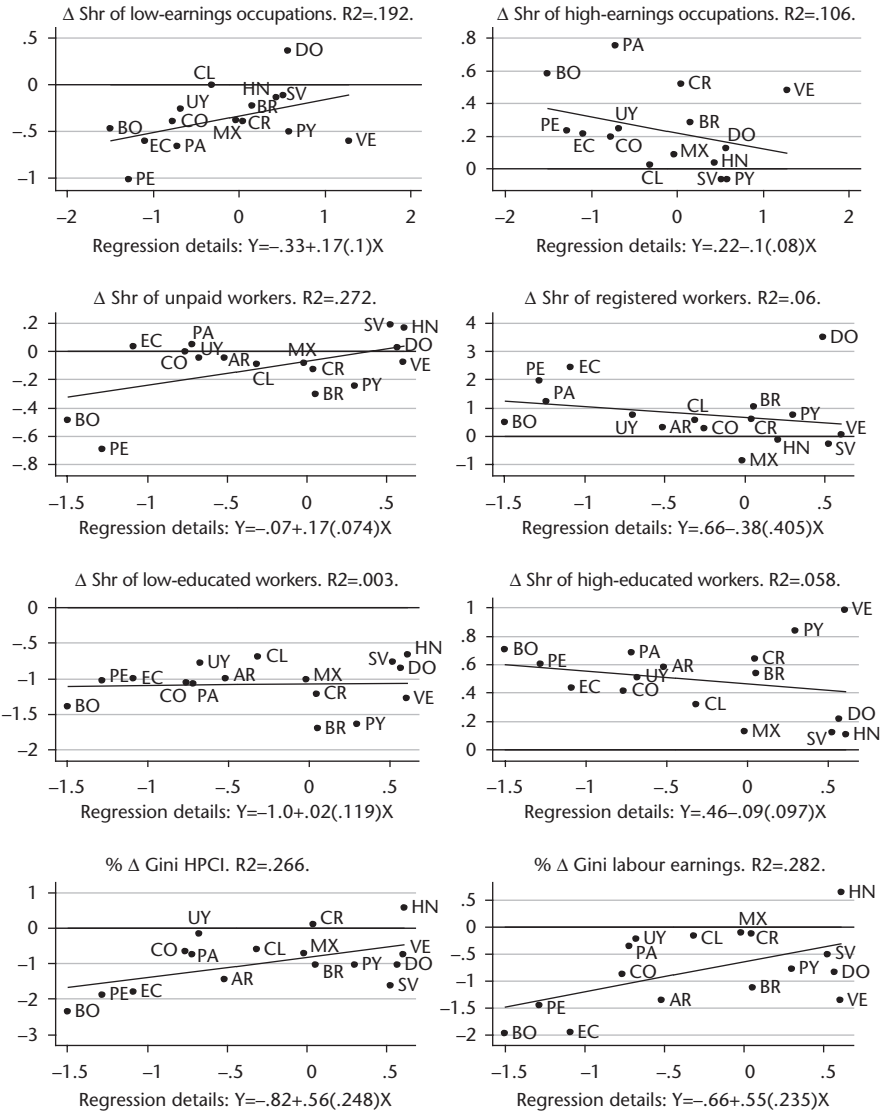 Δ Shr of low-earnings occupations. R2=.192.
.5
0
−.5
−1
DO
CL
HN
SV
UY
BR
BO
CO
MX
CR
PY
VE
EC
PA
PE
−2
−1
0
.192
Regression details: Y=−.33+.17(.1)X
Δ Shr of high-earnings occupations. R2=.106.
.8
.6
.4
.2
0
PA
BO
CR
VE
UY
BR
PE
DO
EC
CO
MX
HN
CL
SV
PY
−2
−1
0
1
2
Regression details: Y=.22−.1(.08)X
Δ Shr of unpaid workers. R2=.272.
.2
0
−.2
−.4
−.6
−.8
SV
HN
EC
PA
MX
DO
CO
UY
AR
CR
VE
CL
BR
PY
BO
PE
−1.5
−1
−.5
0
.5
Regression details: Y=−.07+.17(.074)X
Δ Shr of registered workers. R2=.06.
4
3
2
1
0
−1
DO
PE
EC
PA
BR
CL
PY
BO
UY
AR
CO
CR
VE
HN
SV
MX
−1.5
−1
−.5
0
.5
Regression details: Y=.66−.38(.405)X
Δ Shr of low-educated workers. R2=.003.
0
−.5
−1
−1.5
−2
UY
CL
SV
HN
PE
EC
AR
MX
DO
CO
PA
CR
VE
BO
BR
PY
−1.5
−1
−.5
0
.5
Regression details: Y=−1.0+.02(.119)X
Δ Shr of high-educated workers. R2=.058.
1
.8
.6
.4
.2
0
VE
PY
BO
PE
PA
AR
CR
UY
BR
EC
CO
CL
MX
DO
SV
HN
−1.5
−1
−.5
0
.5
Regression details: Y=.46−.09(.097)X
% Δ Gini HPCI. R2=.266.
1
0
−1
−2
−3
HN
CR
UY
CO
PA
CL
MX
VE
AR
BR
PY
DO
PE
EC
SV
BO
−1.5
−1
−.5
0
.5
Regression details: Y=−.82+.56(.248)X
% Δ Gini labour earnings. R2=.282.
.5
0
−.5
−1
−1.5
−2
HN
MX
UY
CL
CR
PA
SV
CO
PY
DO
BR
AR
VE
PE
BO
EC
−1.5
−1
−.5
0
.5
Regression details: Y=−.66+.55(.235)X